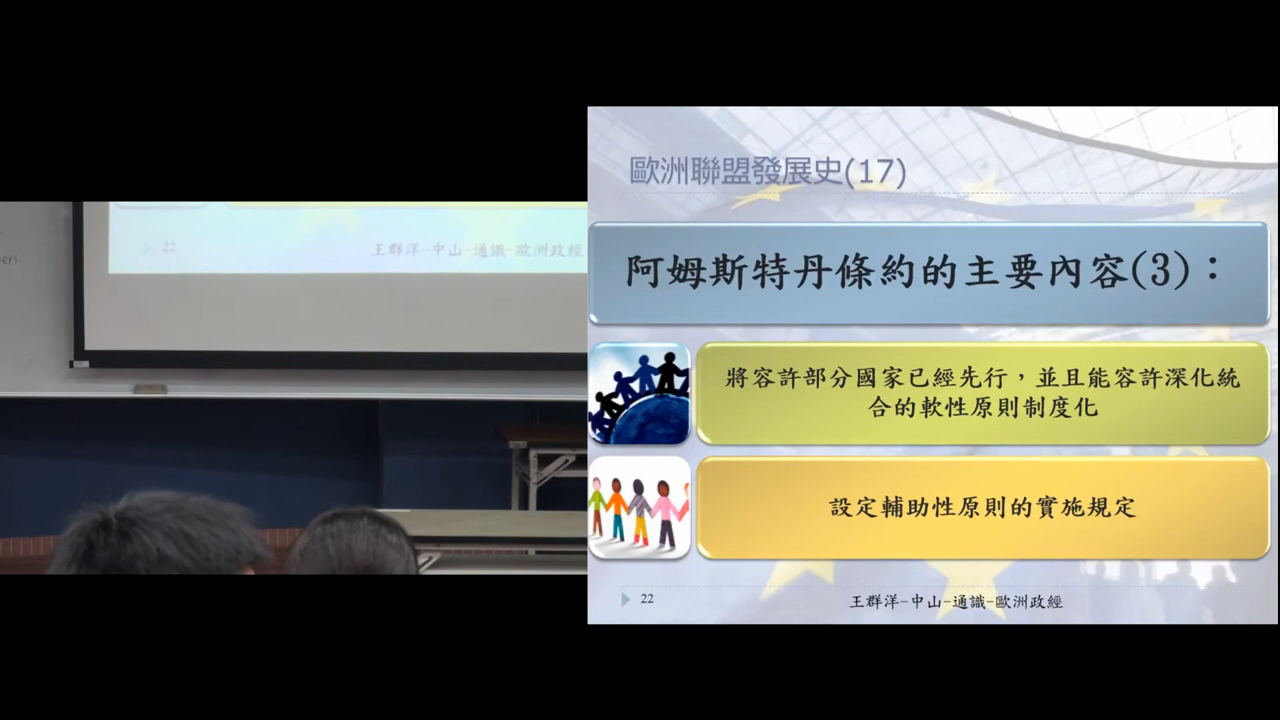 22
王群洋-中山-通識-歐洲政經
歐洲聯盟發展史(17)
阿姆斯特丹條約的主要內容(3)：
將容許部分國家已經先行，並且能容許深化統
合的軟性原則制度化
設定輔助性原則的實施規定
22
王群洋-中山-通識-歐洲政經